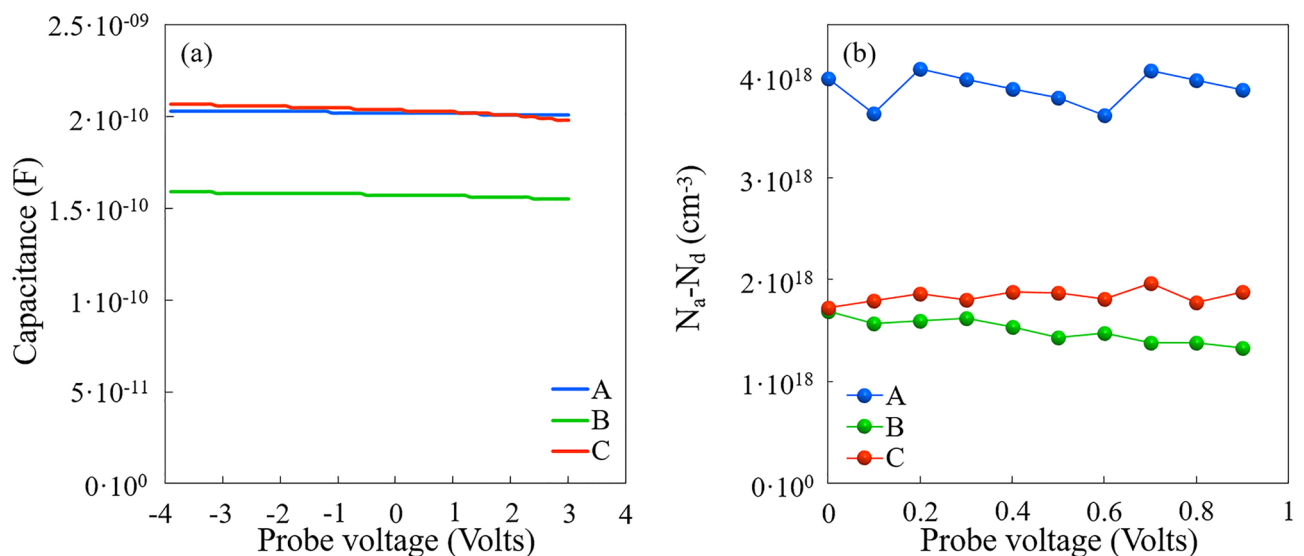 (a)
2.5·10⁻⁰⁹
2·10⁻¹⁰
1.5·10⁻¹⁰
1·10⁻¹⁰
5·10⁻¹¹
0·10⁰
Capacitance (F)
A
B
C
-4 -3 -2 -1 0 1 2 3 4
Probe voltage (Volts)
(b)
4·10¹⁸
3·10¹⁸
2·10¹⁸
1·10¹⁸
0·10⁰
Nₐ-N_d (cm⁻³)
A
B
C
0 0.2 0.4 0.6 0.8 1
Probe voltage (Volts)